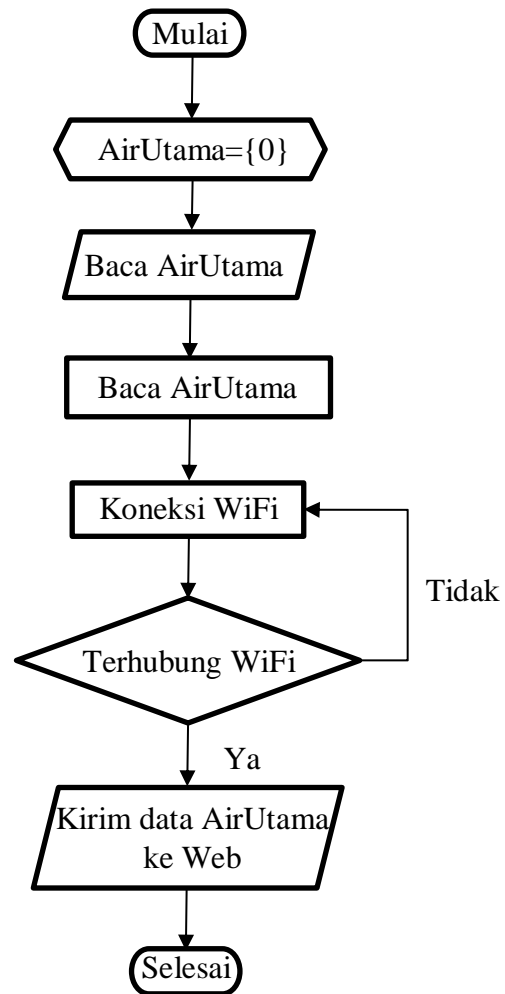 Mulai
AirUtama={0}
Baca AirUtama
Baca AirUtama
Koneksi WiFi
Tidak
Terhubung WiFi
Ya
Kirim data AirUtama
ke Web
Selesai